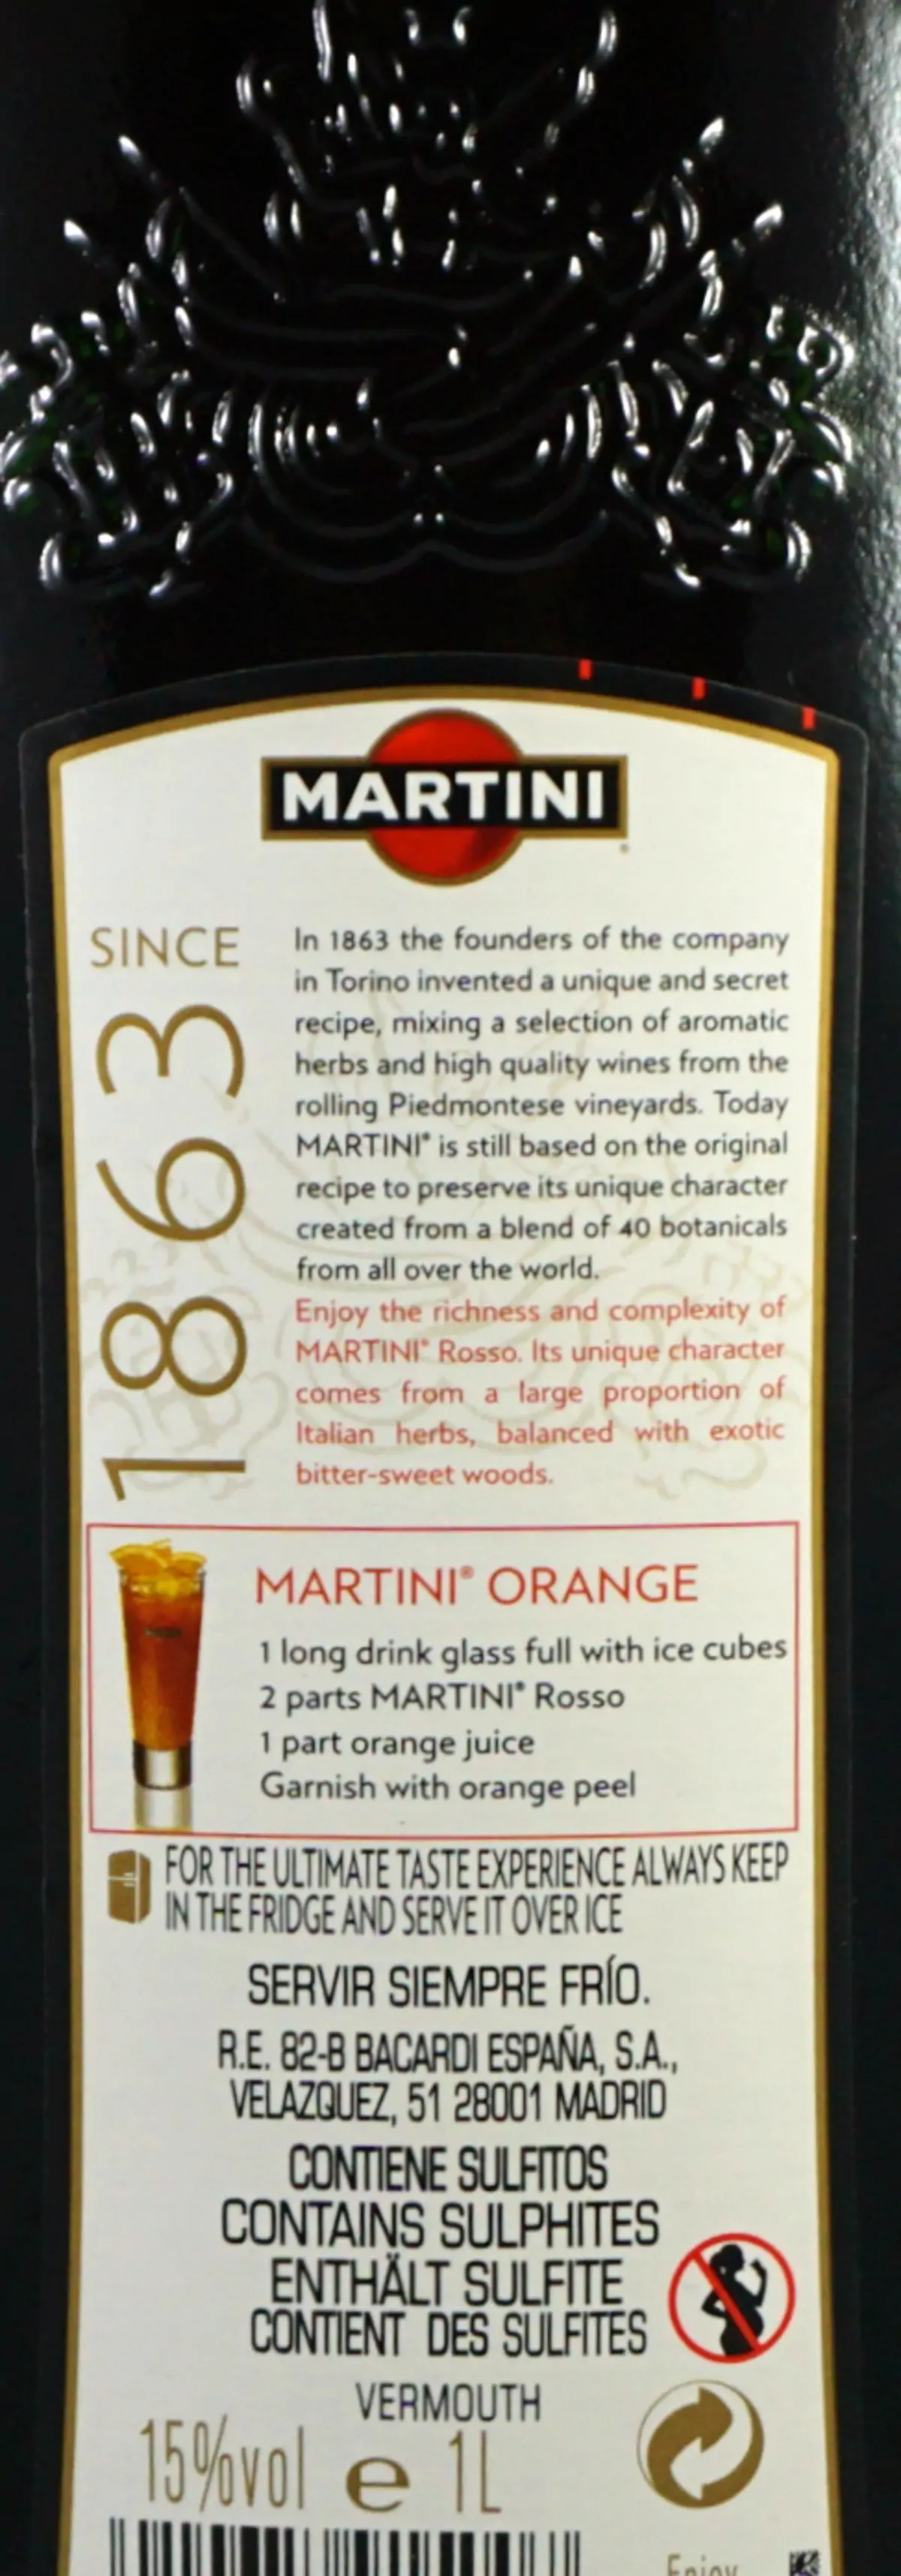 MARTINI
SINCE
1863
In 1863 the founders of the company
in Torino invented a unique and secret
recipe, mixing a selection of aromatic
herbs and high quality wines from the
rolling Piedmontese vineyards. Today
MARTINI® is still based on the original
recipe to preserve its unique character
created from a blend of 40 botanicals
from all over the world.
Enjoy the richness and complexity of
MARTINI® Rosso. Its unique character
comes from a large proportion of
Italian herbs, balanced with exotic
bitter-sweet woods.
MARTINI® ORANGE
1 long drink glass full with ice cubes
2 parts MARTINI® Rosso
1 part orange juice
Garnish with orange peel
FOR THE ULTIMATE TASTE EXPERIENCE ALWAYS KEEP
IN THE FRIDGE AND SERVE IT OVER ICE
SERVIR SIEMPRE FRÍO.
R.E. 82-B BACARDI ESPAÑA, S.A.,
VELAZQUEZ, 51 28001 MADRID
CONTIENE SULFITOS
CONTAINS SULPHITES
ENTHÄLT SULFITE
CONTIENT DES SULFITES
VERMOUTH
15%vol e 1L
Enjoy